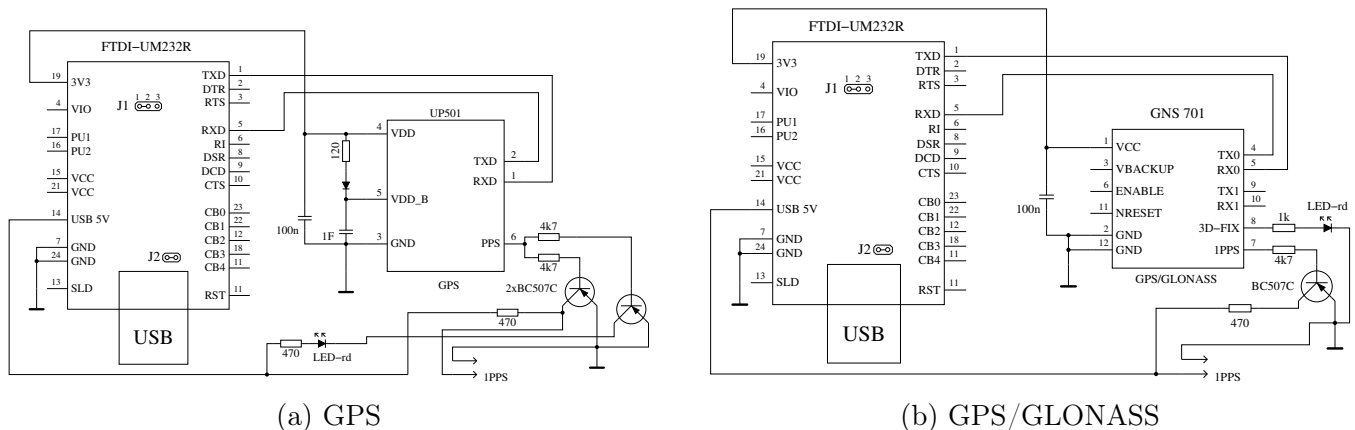 FTDI−UM232R
19 3V3
4 VIO
17 PU1
16 PU2
15 VCC
21 VCC
14 USB 5V
7 GND
24 GND
13 SLD
J1
1 2 3
J2
TXD 1
DTR 2
RTS 3
RXD 5
RI 6
DSR 8
DCD 9
CTS 10
CB0 23
CB1 22
CB2 12
CB3 18
CB4 11
RST 11
USB
100n
120
1F
UP501
4 VDD
5 VDD_B
3 GND
TXD 2
RXD 1
PPS 6
GPS
4k7
4k7
2xBC507C
470
470
LED−rd
1PPS
(a) GPS
FTDI−UM232R
19 3V3
4 VIO
17 PU1
16 PU2
15 VCC
21 VCC
14 USB 5V
7 GND
24 GND
13 SLD
J1
1 2 3
J2
TXD 1
DTR 2
RTS 3
RXD 5
RI 6
DSR 8
DCD 9
CTS 10
CB0 23
CB1 22
CB2 12
CB3 18
CB4 11
RST 11
USB
100n
GNS 701
1 VCC
3 VBACKUP
6 ENABLE
11 NRESET
2 GND
12 GND
TX0 4
RX0 5
TX1 9
RX1 10
3D−FIX 8
1PPS 7
GPS/GLONASS
1k
LED−rd
4k7
BC507C
470
1PPS
(b) GPS/GLONASS